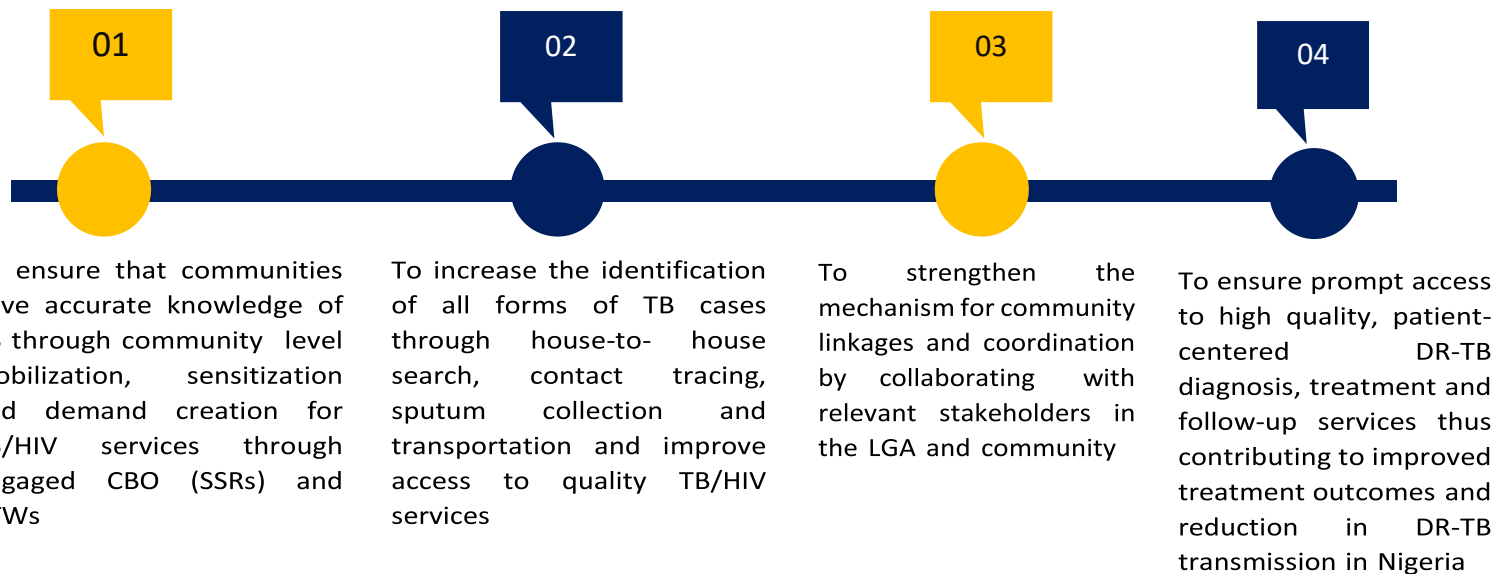 01
ensure that communities
ve accurate knowledge of
through community level
obilization, sensitization
d demand creation for
/HIV services through
gaged CBO (SSRs) and
Ws
02
To increase the identification
of all forms of TB cases
through house-to- house
search, contact tracing,
sputum collection and
transportation and improve
access to quality TB/HIV
services
03
To strengthen the
mechanism for community
linkages and coordination
by collaborating with
relevant stakeholders in
the LGA and community
04
To ensure prompt access
to high quality, patient-
centered DR-TB
diagnosis, treatment and
follow-up services thus
contributing to improved
treatment outcomes and
reduction in DR-TB
transmission in Nigeria